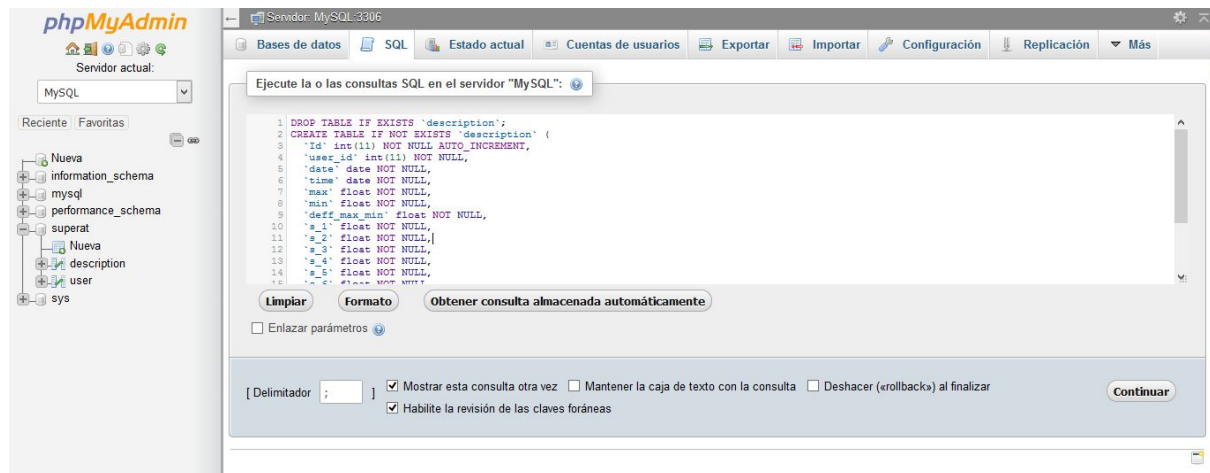 phpMyAdmin
Servidor actual:
MySQL
Reciente Favoritas
Nueva
information_schema
mysql
performance_schema
superat
Nueva
description
user
sys
Servidor: MySQL:3306
Bases de datos SQL Estado actual Cuentas de usuarios Exportar Importar Configuración Replicación Más
Ejecute la o las consultas SQL en el servidor "MySQL":
1 DROP TABLE IF EXISTS `description`;
2 CREATE TABLE IF NOT EXISTS `description` (
3 `Id` int(11) NOT NULL AUTO_INCREMENT,
4 `user_id` int(11) NOT NULL,
5 `date` date NOT NULL,
6 `time` date NOT NULL,
7 `max` float NOT NULL,
8 `min` float NOT NULL,
9 `deff_max_min` float NOT NULL,
10 `s_1` float NOT NULL,
11 `s_2` float NOT NULL,
12 `s_3` float NOT NULL,
13 `s_4` float NOT NULL,
14 `s_5` float NOT NULL,
15 `s_6` float NOT NULL
Limpiar Formato Obtener consulta almacenada automáticamente
Enlazar parámetros
[ Delimitador ; ] Mostrar esta consulta otra vez Mantener la caja de texto con la consulta Deshacer («rollback») al finalizar Continuar
Habilite la revisión de las claves foráneas